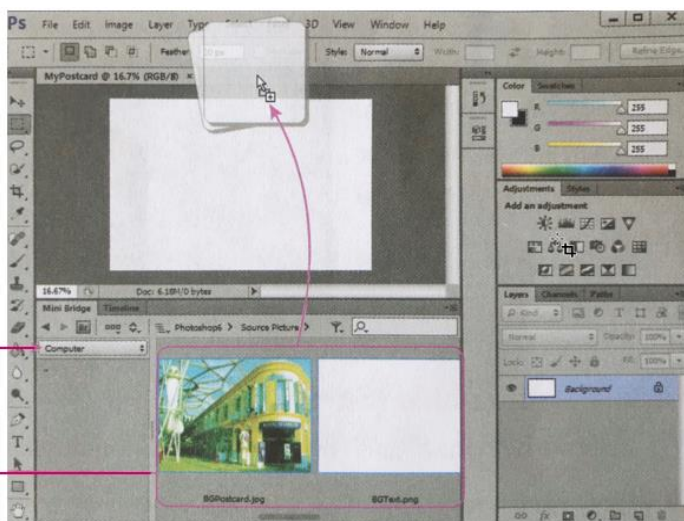 Ps File Edit Image Layer 3D View Window Help
Feather: Style: Normal Width: Height: Refine Edge
MyPostcard @ 16.7% (RGB/8) ×
Color Swatches
R 255
G 255
B 255
Adjustments Styles
Add an adjustment
16.67% Doc: 6.18M/0 bytes
Mini Bridge Timeline
Photoshop6 > Source Picture >
Computer
BGPostcard.jpg BGText.png
Layers Channels Paths
Kind
Normal Opacity: 100%
Lock: Fill: 100%
Background
fx